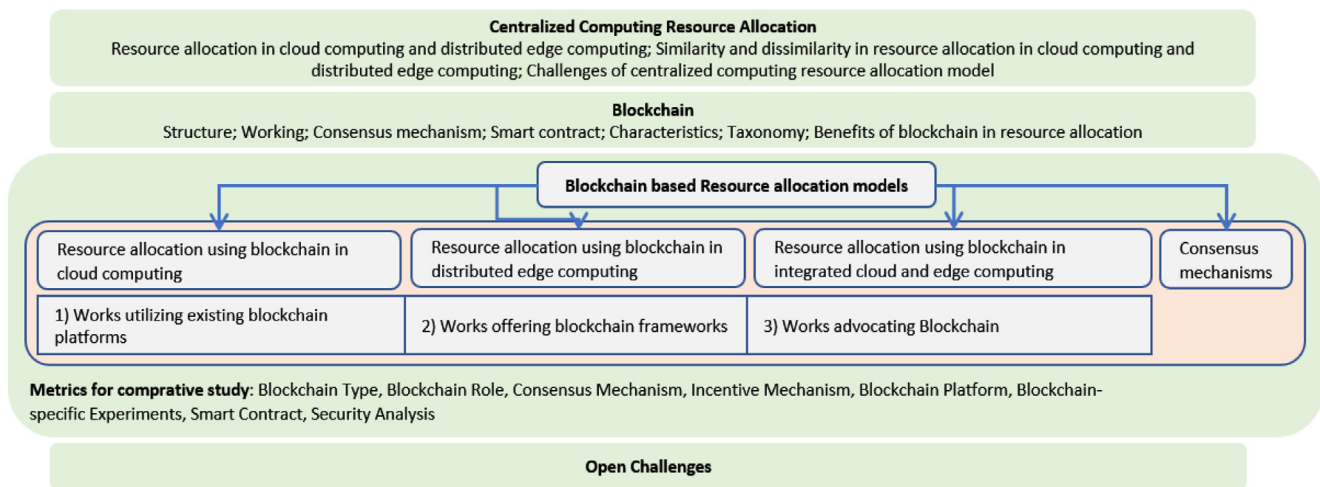 Centralized Computing Resource Allocation
Resource allocation in cloud computing and distributed edge computing; Similarity and dissimilarity in resource allocation in cloud computing and
distributed edge computing; Challenges of centralized computing resource allocation model
Blockchain
Structure; Working; Consensus mechanism; Smart contract; Characteristics; Taxonomy; Benefits of blockchain in resource allocation
Blockchain based Resource allocation models
Resource allocation using blockchain in
cloud computing
Resource allocation using blockchain in
distributed edge computing
Resource allocation using blockchain in
integrated cloud and edge computing
Consensus
mechanisms
1) Works utilizing existing blockchain
platforms
2) Works offering blockchain frameworks
3) Works advocating Blockchain
Metrics for comprative study: Blockchain Type, Blockchain Role, Consensus Mechanism, Incentive Mechanism, Blockchain Platform, Blockchain-
specific Experiments, Smart Contract, Security Analysis
Open Challenges